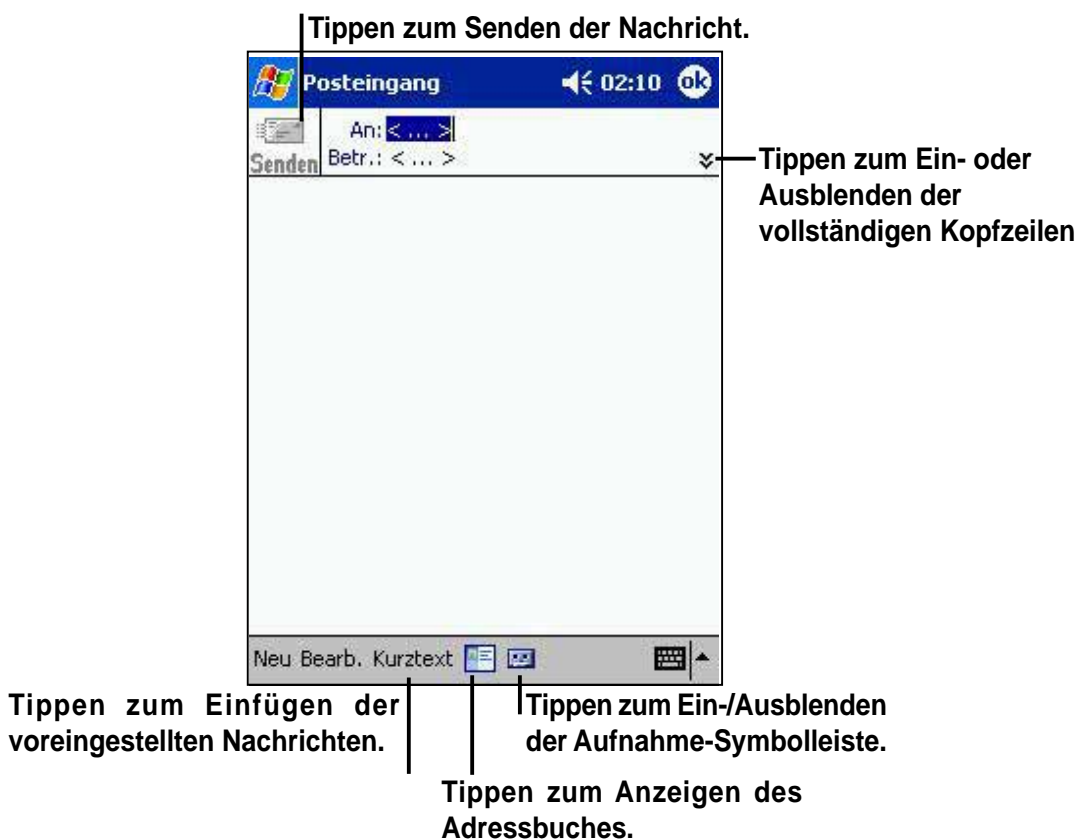 Tippen zum Senden der Nachricht.
Posteingang 02:10 ok
An: < ... >
Senden Betr.: < ... >
Tippen zum Ein- oder
Ausblenden der
vollständigen Kopfzeilen
Neu Bearb. Kurztext
Tippen zum Einfügen der
voreingestellten Nachrichten.
Tippen zum Ein-/Ausblenden
der Aufnahme-Symbolleiste.
Tippen zum Anzeigen des
Adressbuches.